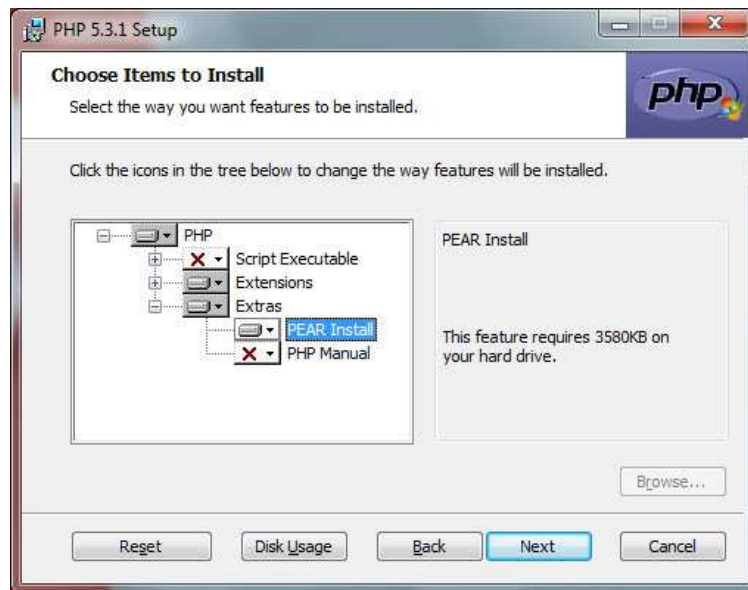 PHP 5.3.1 Setup
Choose Items to Install
Select the way you want features to be installed.
php
Click the icons in the tree below to change the way features will be installed.
PHP
Script Executable
Extensions
Extras
PEAR Install
PHP Manual
PEAR Install
This feature requires 3580KB on
your hard drive.
Browse...
Reset
Disk Usage
Back
Next
Cancel